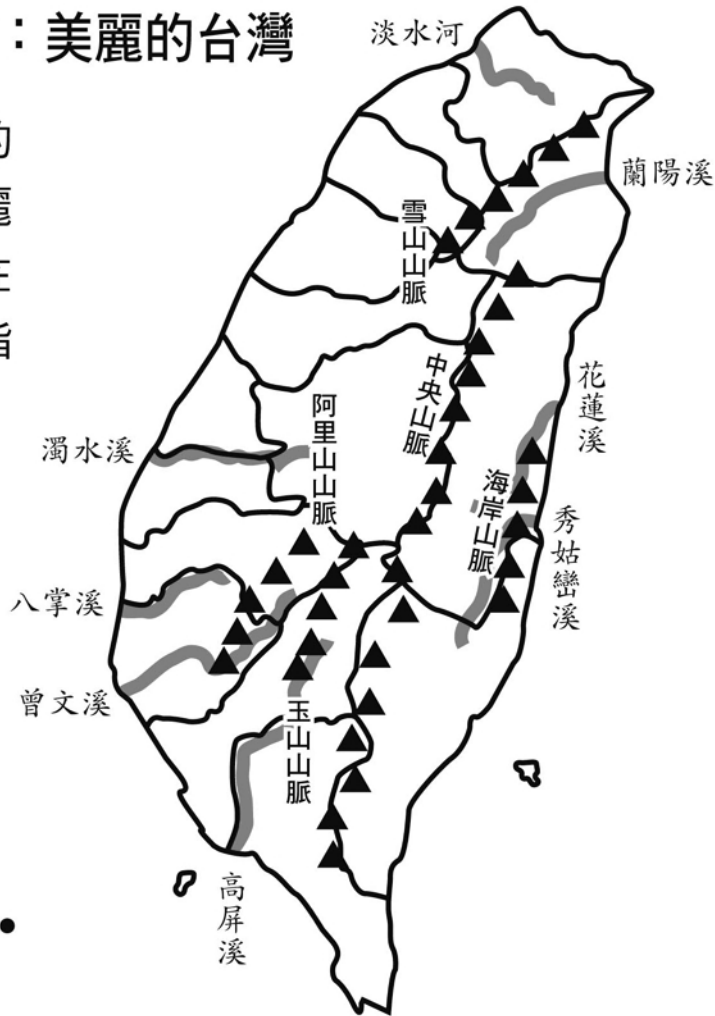 ：美麗的台灣
淡水河
蘭陽溪
雪山山脈
中央山脈
花蓮溪
阿里山山脈
濁水溪
海岸山脈
秀姑巒溪
八掌溪
曾文溪
玉山山脈
高屏溪